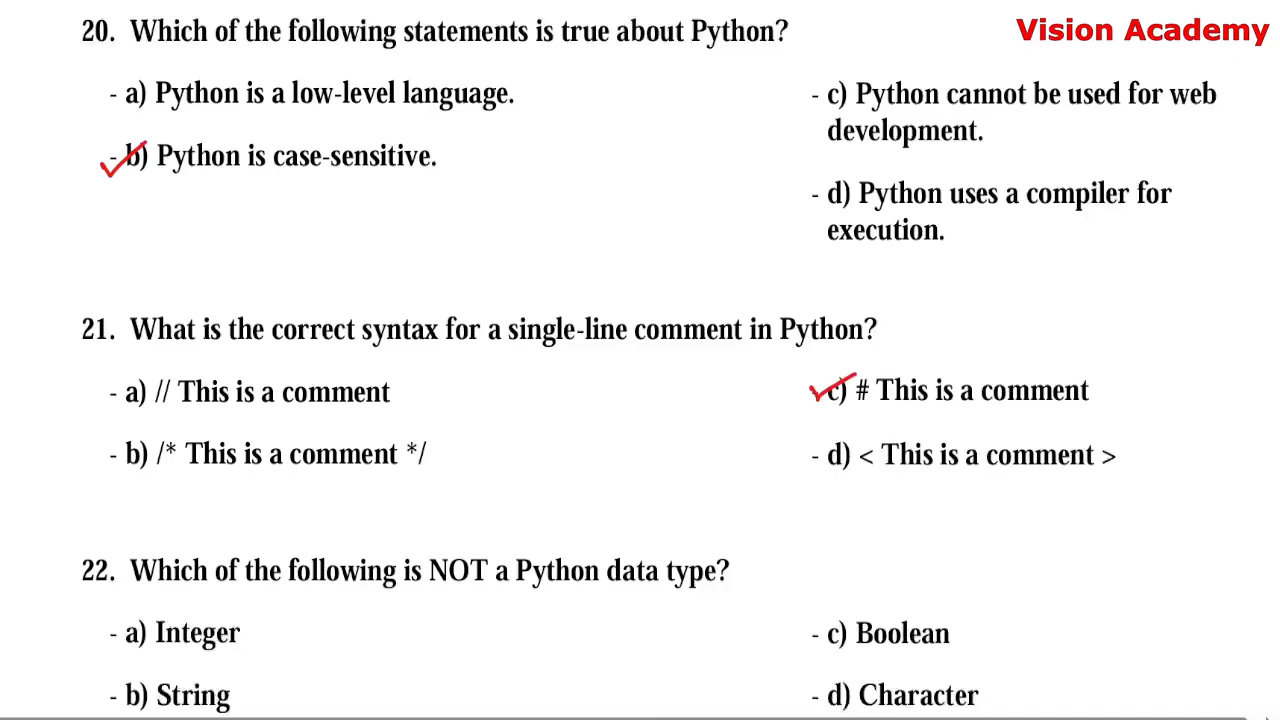 20. Which of the following statements is true about Python?
Vision Academy
- a) Python is a low-level language.
- b) Python is case-sensitive.
- c) Python cannot be used for web
development.
- d) Python uses a compiler for
execution.
21. What is the correct syntax for a single-line comment in Python?
- a) // This is a comment
- b) /* This is a comment */
- c) # This is a comment
- d) < This is a comment >
22. Which of the following is NOT a Python data type?
- a) Integer
- b) String
- c) Boolean
- d) Character